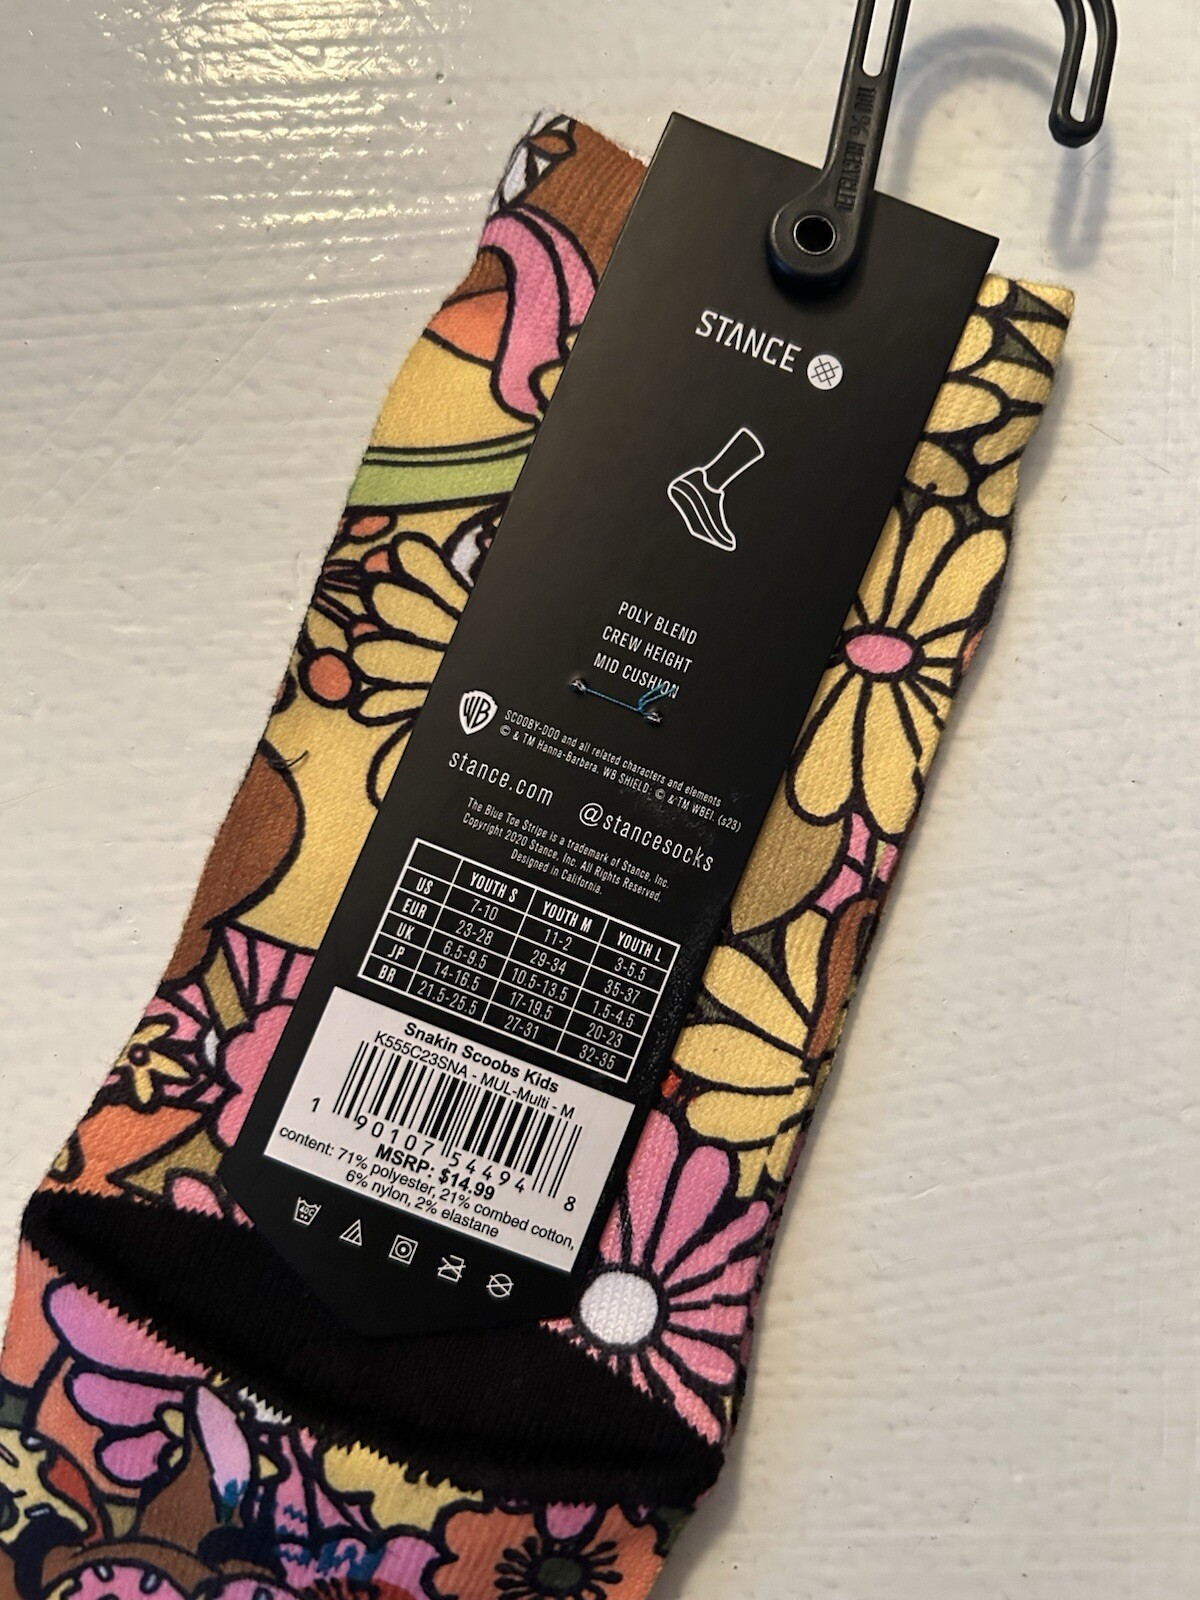 STANCE
POLY BLEND
CREW HEIGHT
MID CUSHION
WB
SCOOBY-DOO and all related characters and elements
© & TM Hanna-Barbera. WB SHIELD: © & TM WBEI. (s23)
stance.com @stancesocks
The Blue Toe Stripe is a trademark of Stance, Inc.
Copyright 2020 Stance, Inc. All Rights Reserved.
Designed in California.
YOUTH S YOUTH M YOUTH L
US 7-10 11-2 3-5.5
EUR 23-28 29-34 35-37
UK 6.5-9.5 10.5-13.5 1.5-4.5
JP 14-16.5 17-19.5 20-23
BR 21.5-25.5 27-31 32-35
Snakin Scoobs Kids
K555C23SNA - MUL-Multi - M
1 90107 54494 8
MSRP: $14.99
content: 71% polyester, 21% combed cotton,
6% nylon, 2% elastane